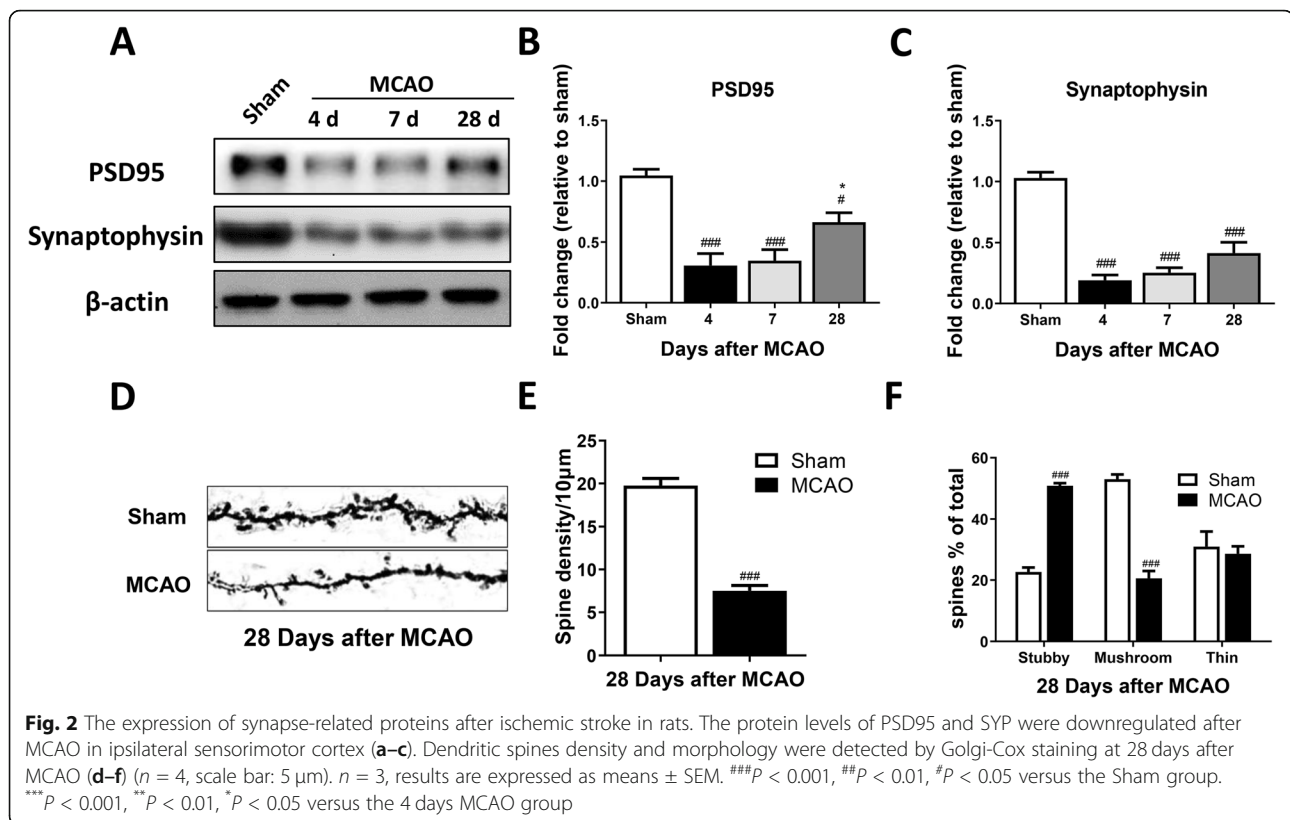 A
Sham
MCAO
4 d 7 d 28 d
PSD95
Synaptophysin
β-actin
B
PSD95
Fold change (relative to sham)
1.5
1.0
0.5
0.0
###
###
*
#
Sham 4 7 28
Days after MCAO
C
Synaptophysin
Fold change (relative to sham)
1.5
1.0
0.5
0.0
###
###
###
Sham 4 7 28
Days after MCAO
D
Sham
MCAO
28 Days after MCAO
E
Spine density/10µm
25
20
15
10
5
0
Sham
MCAO
###
28 Days after MCAO
F
spines % of total
60
40
20
0
Sham
MCAO
###
###
Stubby Mushroom Thin
28 Days after MCAO
Fig. 2 The expression of synapse-related proteins after ischemic stroke in rats. The protein levels of PSD95 and SYP were downregulated after
MCAO in ipsilateral sensorimotor cortex (a–c). Dendritic spines density and morphology were detected by Golgi-Cox staining at 28 days after
MCAO (d–f) (n = 4, scale bar: 5 μm). n = 3, results are expressed as means ± SEM. ###P < 0.001, ##P < 0.01, #P < 0.05 versus the Sham group.
***P < 0.001, **P < 0.01, *P < 0.05 versus the 4 days MCAO group